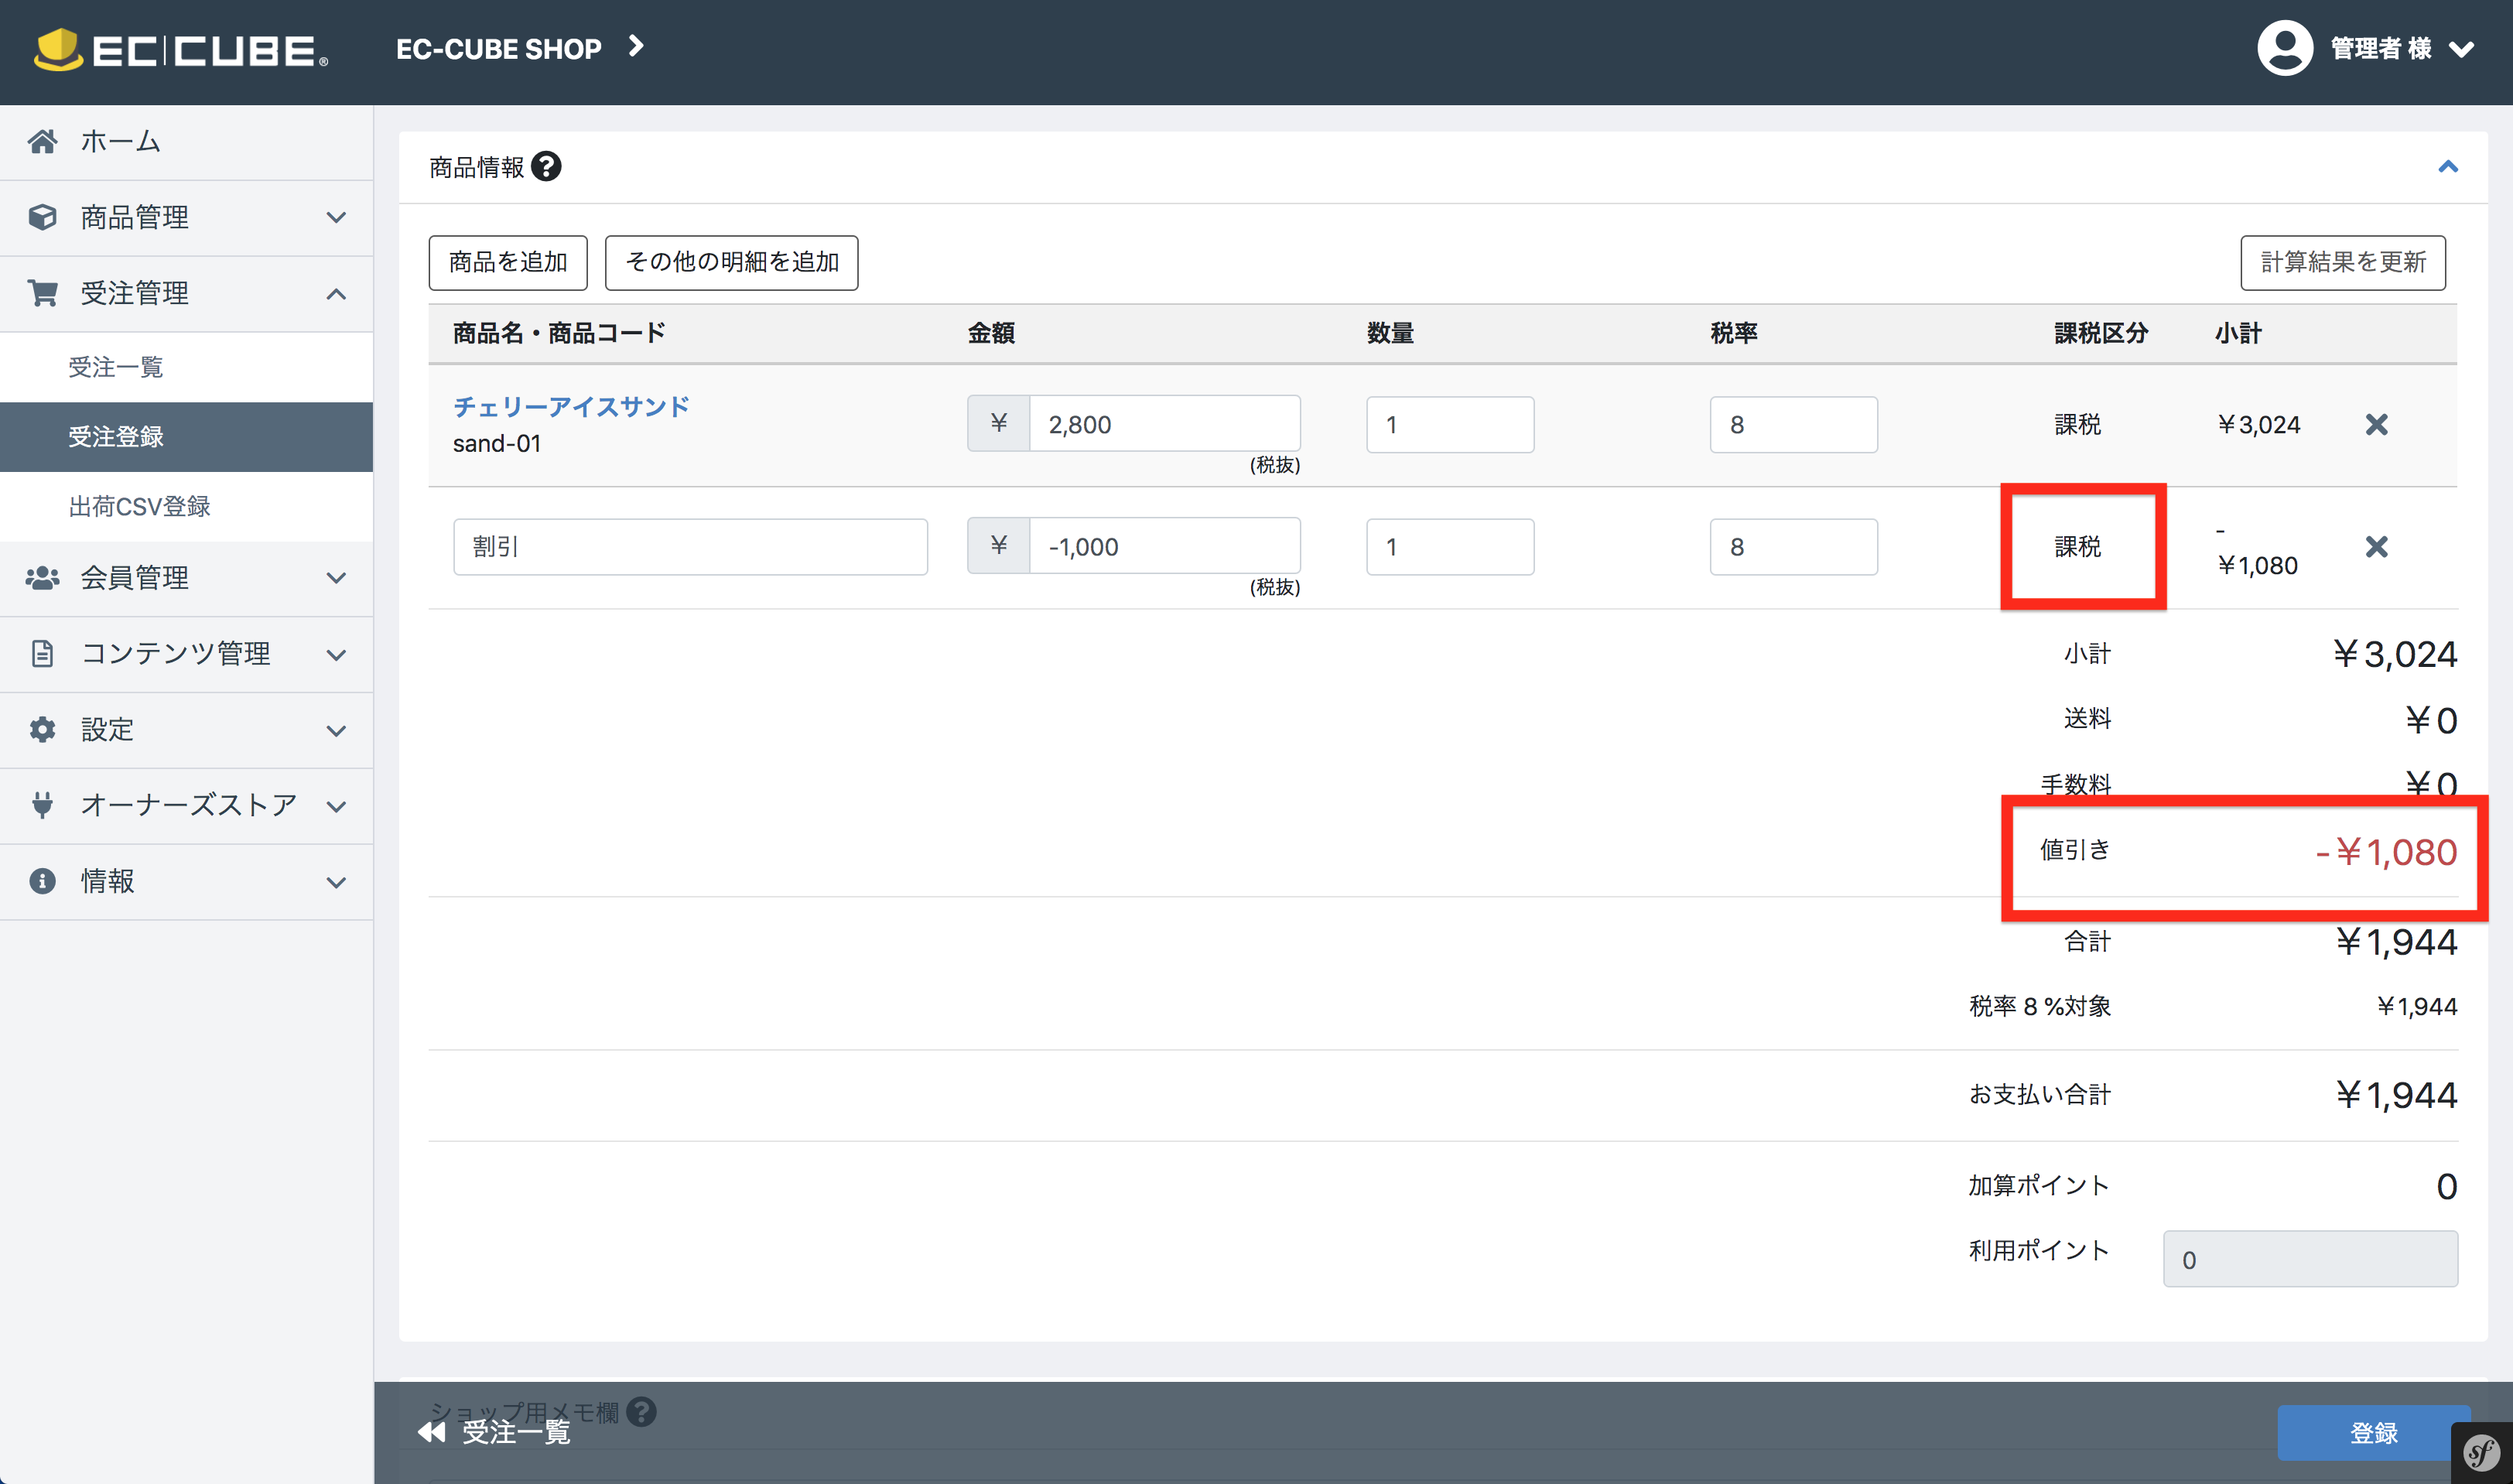 EC CUBE®
EC-CUBE SHOP
管理者 様
ホーム
商品管理
受注管理
受注一覧
受注登録
出荷CSV登録
会員管理
コンテンツ管理
設定
オーナーズストア
情報
商品情報 ?
商品を追加 その他の明細を追加 計算結果を更新
商品名・商品コード 金額 数量 税率 課税区分 小計
チェリーアイスサンド
sand-01
¥ 2,800 1 8 課税 ¥3,024
(税抜)
割引 ¥ -1,000 1 8 課税 -
¥1,080
(税抜)
小計 ¥3,024
送料 ¥0
手数料 ¥0
値引き -¥1,080
合計 ¥1,944
税率 8 %対象 ¥1,944
お支払い合計 ¥1,944
加算ポイント 0
利用ポイント 0
ショップ用メモ欄 ?
受注一覧
登録
sf